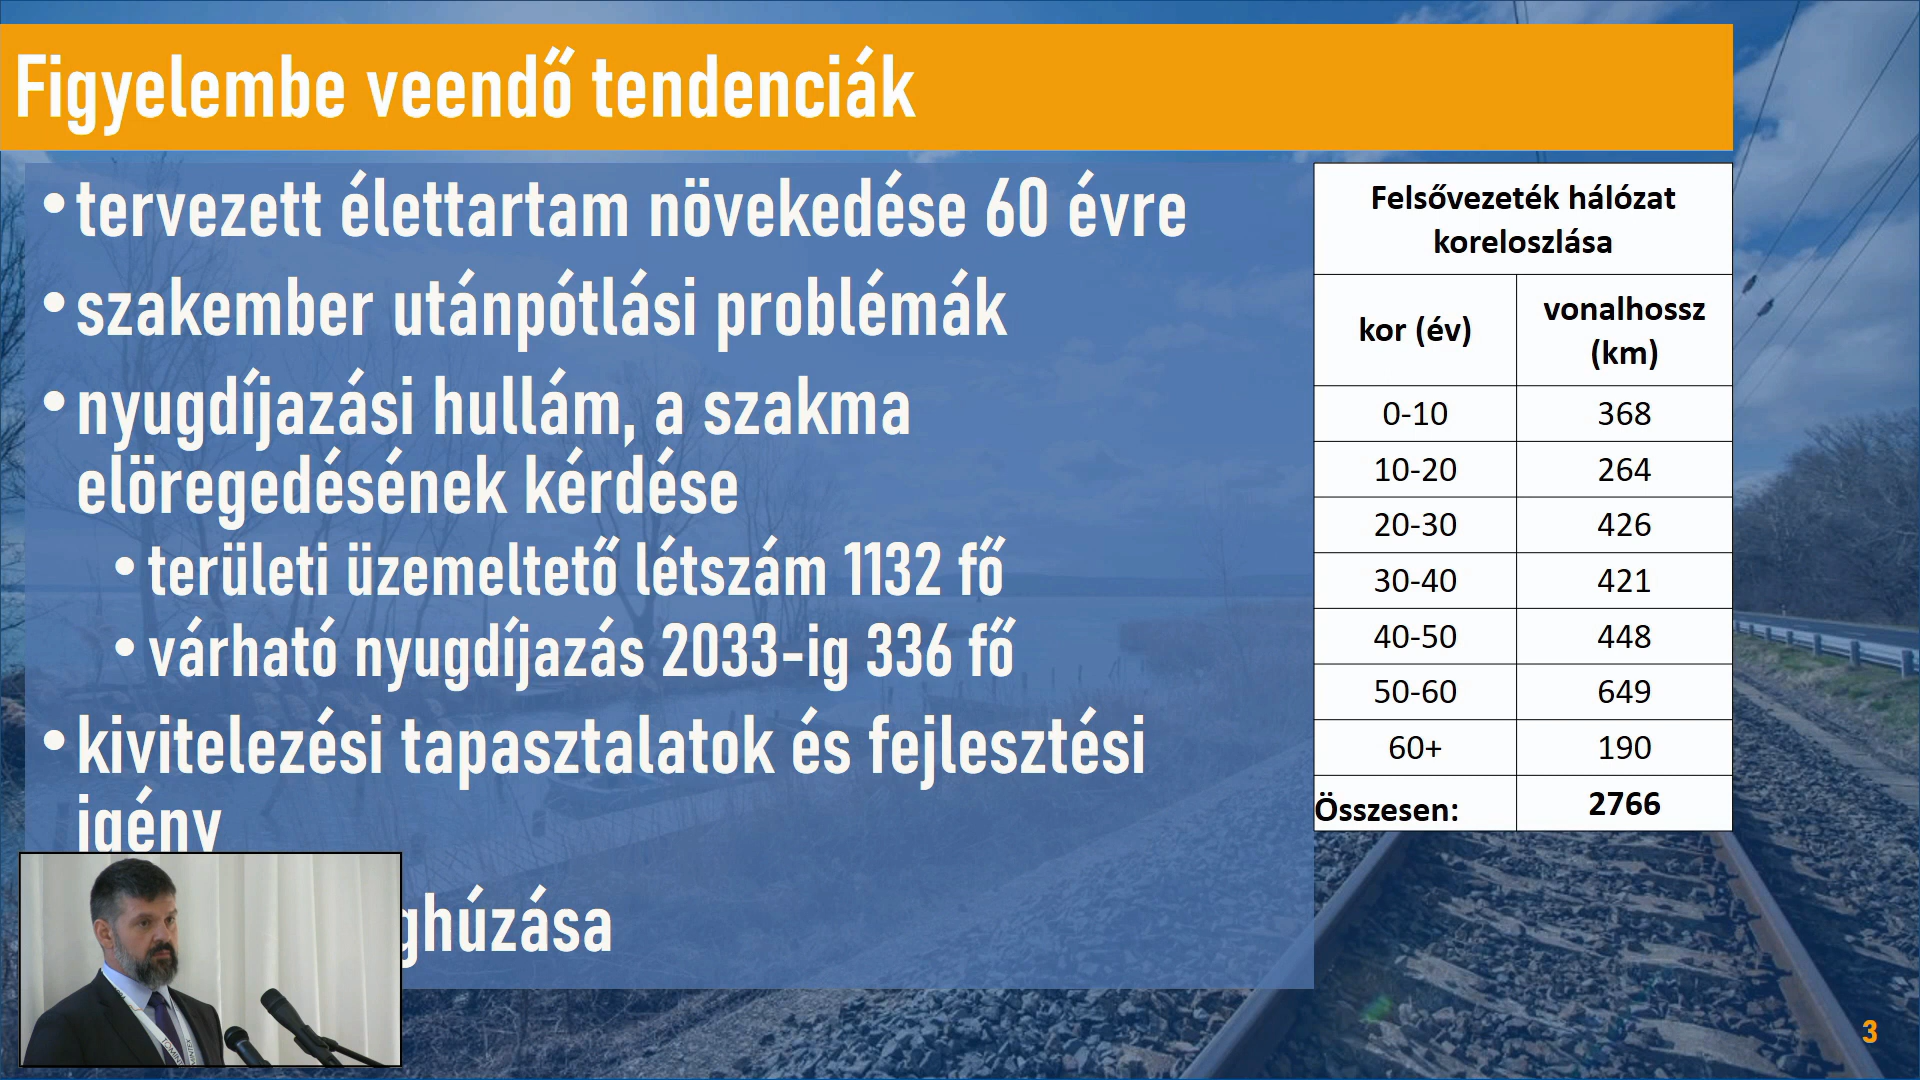 Figyelembe veendő tendenciák
• tervezett élettartam növekedése 60 évre
• szakember utánpótlási problémák
• nyugdíjazási hullám, a szakma
elöregedésének kérdése
• területi üzemeltető létszám 1132 fő
• várható nyugdíjazás 2033-ig 336 fő
• kivitelezési tapasztalatok és fejlesztési
igény
Felsővezeték hálózat
koreloszlása
kor (év) vonalhossz
(km)
0-10 368
10-20 264
20-30 426
30-40 421
40-50 448
50-60 649
60+ 190
Összesen: 2766
3